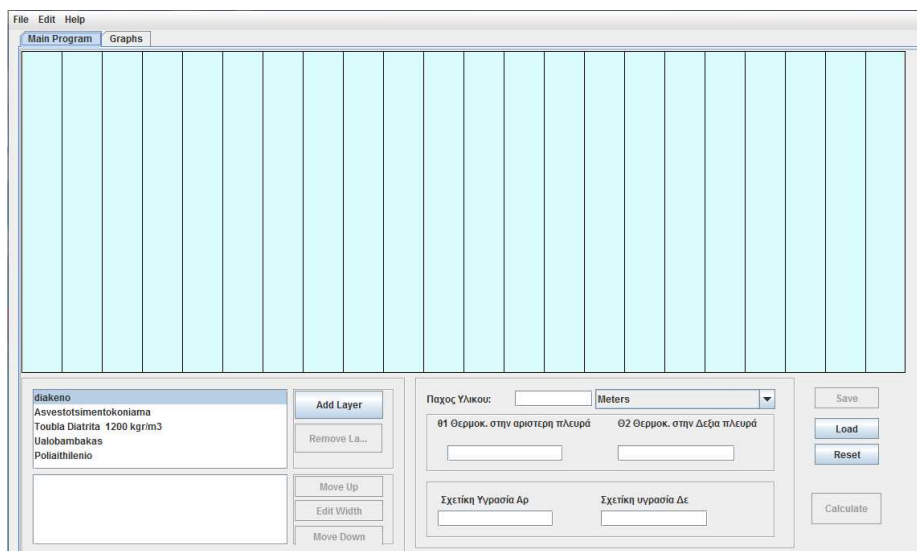 File Edit Help
Main Program Graphs
diakeno
Asvestotsimentokoniama
Toubla Diatrita 1200 kgr/m3
Ualobambakas
Poliaithilenio
Add Layer
Remove La...
Move Up
Edit Width
Move Down
Παχος Υλικου: Meters
θ1 Θερμοκ. στην αριστερη πλευρά Θ2 Θερμοκ. στην Δεξια πλευρά
Σχετίκη Υγρασία Αρ Σχετίκη υγρασία Δε
Save
Load
Reset
Calculate